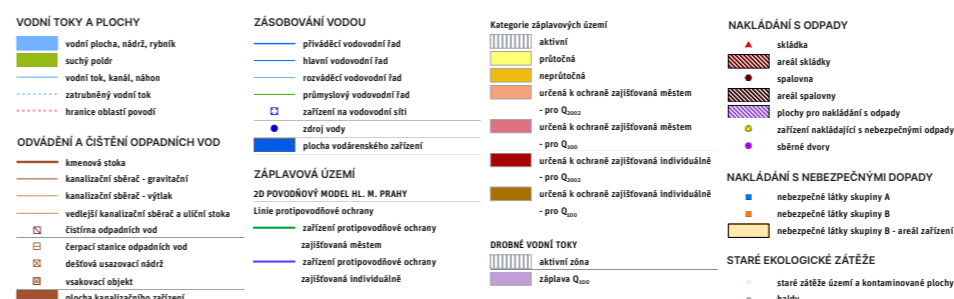 VODNÍ TOKY A PLOCHY
vodní plocha, nádrž, rybník
suchý poldr
vodní tok, kanál, náhon
zatrubněný vodní tok
hranice oblastí povodí
ODVÁDĚNÍ A ČIŠTĚNÍ ODPADNÍCH VOD
kmenová stoka
kanalizační sběrač - gravitační
kanalizační sběrač - výtlak
vedlejší kanalizační sběrač a uliční stoka
čistírna odpadních vod
čerpací stanice odpadních vod
dešťová usazovací nádrž
vsakovací objekt
plocha kanalizačního zařízení
ZÁSOBOVÁNÍ VODOU
přiváděcí vodovodní řad
hlavní vodovodní řad
rozváděcí vodovodní řad
průmyslový vodovodní řad
zařízení na vodovodní síti
zdroj vody
plocha vodárenského zařízení
ZÁPLAVOVÁ ÚZEMÍ
2D POVODŇOVÝ MODEL HL. M. PRAHY
Linie protipovodňové ochrany
zařízení protipovodňové ochrany
zajišťovaná městem
zařízení protipovodňové ochrany
zajišťovaná individuálně
Kategorie záplavových území
aktivní
průtočná
neprůtočná
určená k ochraně zajišťovaná městem
- pro Q₂₀₀₂
určená k ochraně zajišťovaná městem
- pro Q₁₀₀
určená k ochraně zajišťovaná individuálně
- pro Q₂₀₀₂
určená k ochraně zajišťovaná individuálně
- pro Q₁₀₀
DROBNÉ VODNÍ TOKY
aktivní zóna
záplava Q₁₀₀
NAKLÁDÁNÍ S ODPADY
skládka
areál skládky
spalovna
areál spalovny
plochy pro nakládání s odpady
zařízení nakládající s nebezpečnými odpady
sběrné dvory
NAKLÁDÁNÍ S NEBEZPEČNÝMI DOPADY
nebezpečné látky skupiny A
nebezpečné látky skupiny B
nebezpečné látky skupiny B - areál zařízení
STARÉ EKOLOGICKÉ ZÁTĚŽE
staré zátěže území a kontaminované plochy
haldy